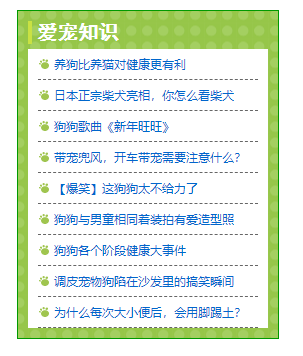 爱宠知识
养狗比养猫对健康更有利
日本正宗柴犬亮相，你怎么看柴犬
狗狗歌曲《新年旺旺》
带宠兜风，开车带宠需要注意什么？
【爆笑】这狗狗太不给力了
狗狗与男童相同着装拍有爱造型照
狗狗各个阶段健康大事件
调皮宠物狗陷在沙发里的搞笑瞬间
为什么每次大小便后，会用脚踢土？